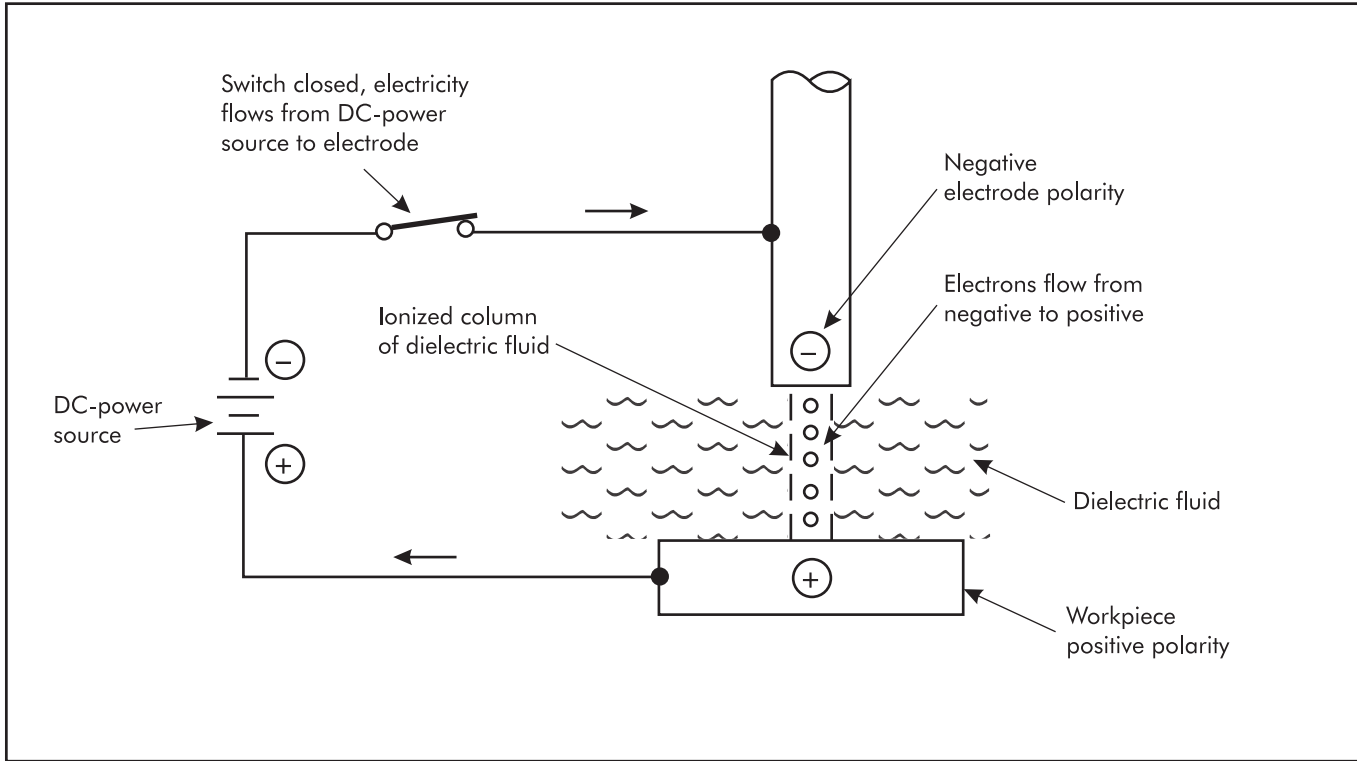 Switch closed, electricity
flows from DC-power
source to electrode
Negative
electrode polarity
Electrons flow from
negative to positive
Ionized column
of dielectric fluid
−
−
DC-power
source
+
Dielectric fluid
+
Workpiece
positive polarity